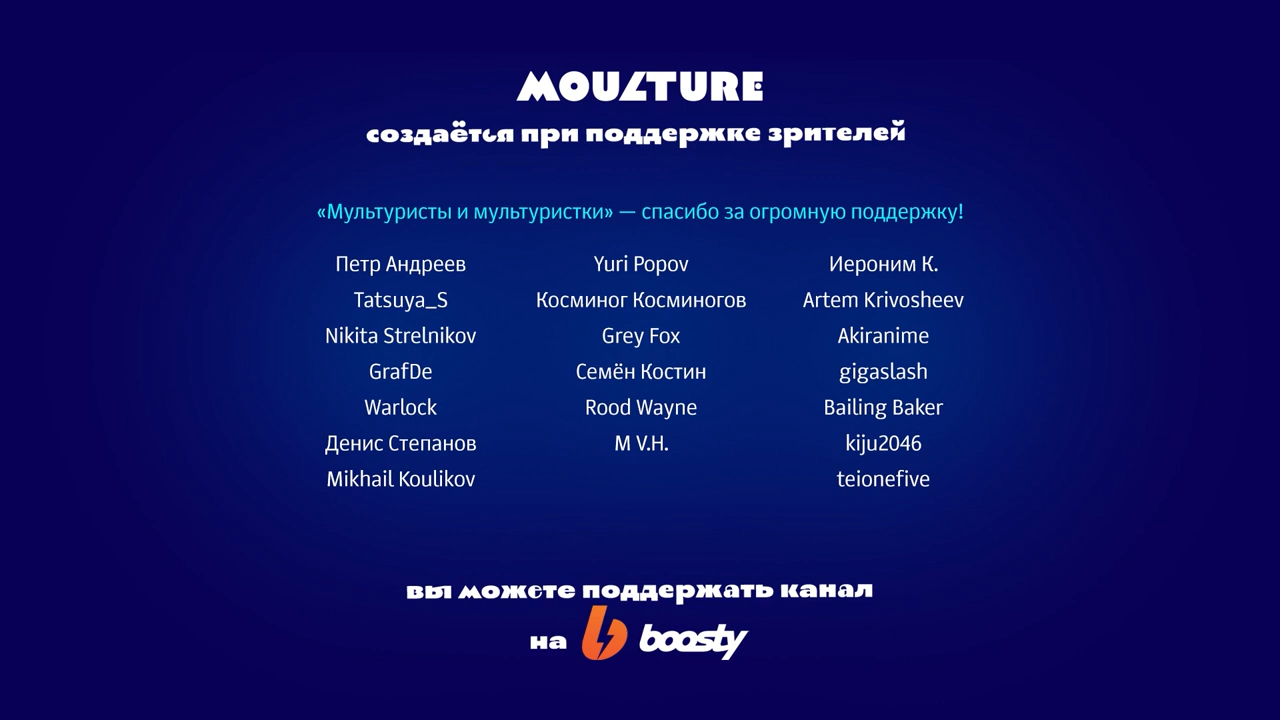 MOULTURE
создаётся при поддержке зрителей
«Мультуристы и мультуристки» — спасибо за огромную поддержку!
Петр Андреев
Tatsuya_S
Nikita Strelnikov
GrafDe
Warlock
Денис Степанов
Mikhail Koulikov
Yuri Popov
Косминог Косминогов
Grey Fox
Семён Костин
Rood Wayne
M V.H.
Иероним К.
Artem Krivosheev
Akiranime
gigaslash
Bailing Baker
kiju2046
teionefive
вы можете поддержать канал
на boosty